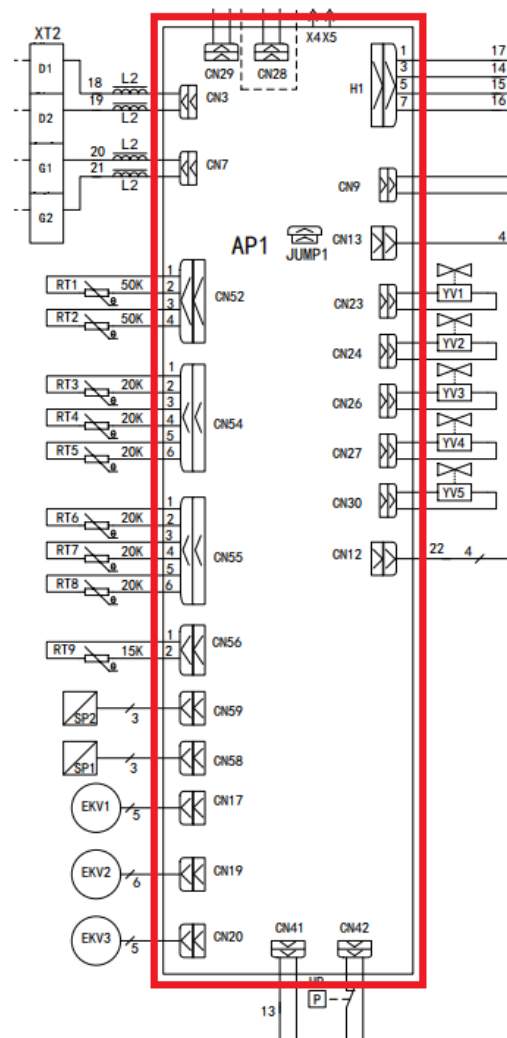 XT2
X4 X5
D1
18
L2
CN29
CN28
1
17
3
14
H1
5
15
7
16
19
L2
CN3
D2
G1
20
L2
CN7
21
L2
G2
CN9
AP1
JUMP1
CN13
4
RT1
50K
1
2
CN52
3
RT2
50K
4
CN23
YV1
CN24
YV2
RT3
20K
1
2
3
RT4
20K
4
CN54
5
RT5
20K
6
CN26
YV3
CN27
YV4
CN30
YV5
RT6
20K
1
2
3
RT7
20K
4
CN55
5
RT8
20K
6
CN12
22
4
RT9
15K
1
2
CN56
SP2
3
CN59
SP1
3
CN58
EKV1
5
CN17
EKV2
6
CN19
EKV3
5
CN20
CN41
CN42
P
13